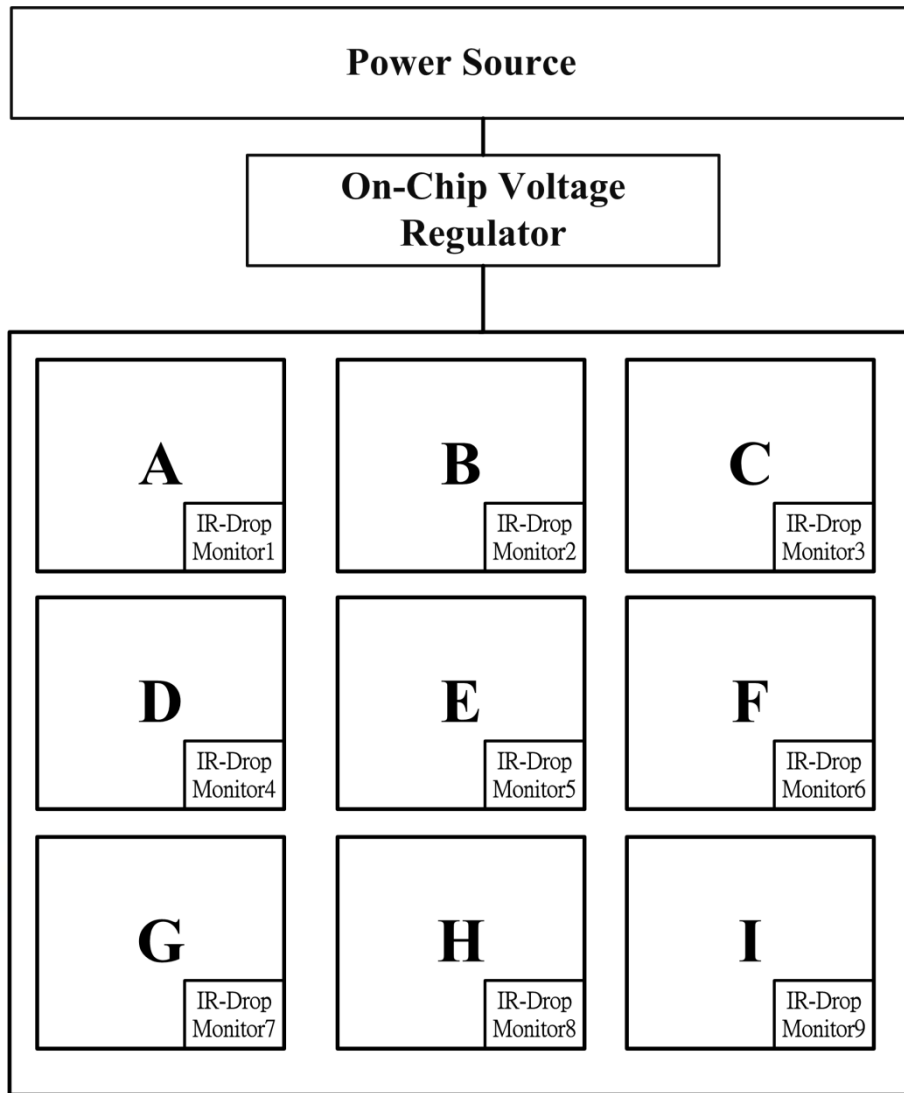 Power Source
On-Chip Voltage
Regulator
A
IR-Drop
Monitor1
B
IR-Drop
Monitor2
C
IR-Drop
Monitor3
D
IR-Drop
Monitor4
E
IR-Drop
Monitor5
F
IR-Drop
Monitor6
G
IR-Drop
Monitor7
H
IR-Drop
Monitor8
I
IR-Drop
Monitor9